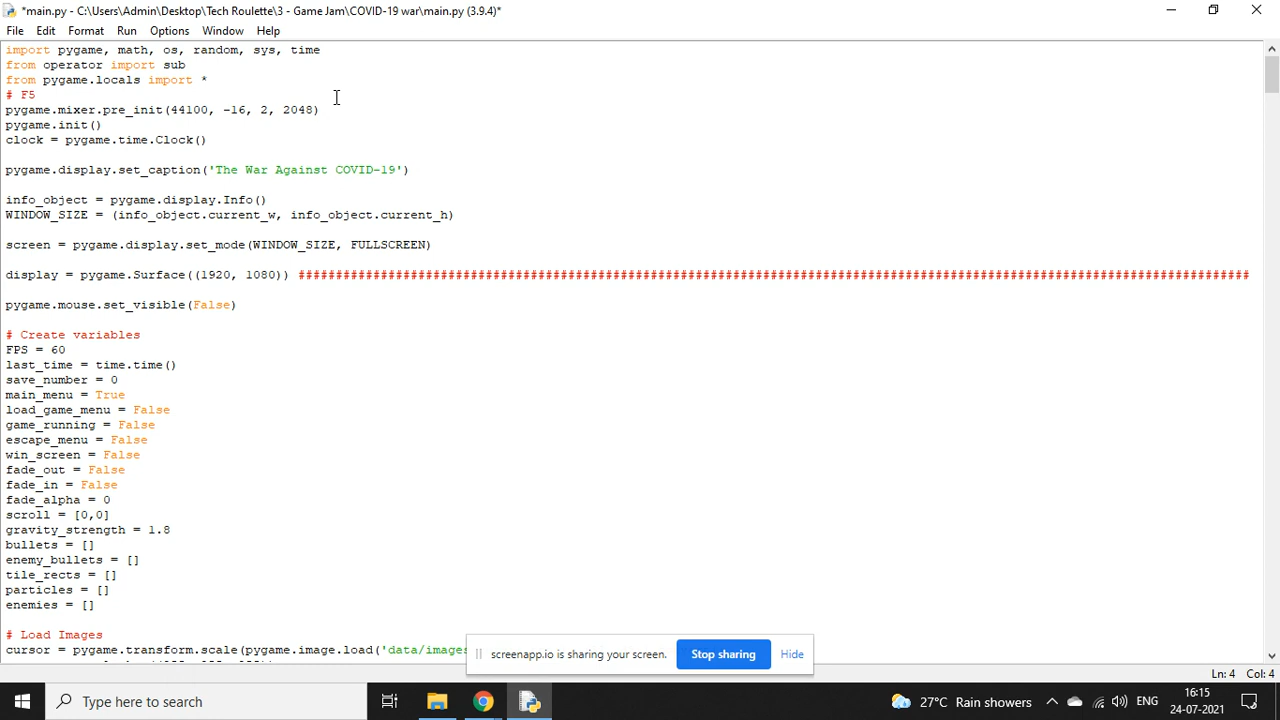 *main.py - C:\Users\Admin\Desktop\Tech Roulette\3 - Game Jam\COVID-19 war\main.py (3.9.4)*
File Edit Format Run Options Window Help
import pygame, math, os, random, sys, time
from operator import sub
from pygame.locals import *
# F5
pygame.mixer.pre_init(44100, -16, 2, 2048)
pygame.init()
clock = pygame.time.Clock()
pygame.display.set_caption('The War Against COVID-19')
info_object = pygame.display.Info()
WINDOW_SIZE = (info_object.current_w, info_object.current_h)
screen = pygame.display.set_mode(WINDOW_SIZE, FULLSCREEN)
display = pygame.Surface((1920, 1080)) ###############################################################################################################################
pygame.mouse.set_visible(False)
# Create variables
FPS = 60
last_time = time.time()
save_number = 0
main_menu = True
load_game_menu = False
game_running = False
escape_menu = False
win_screen = False
fade_out = False
fade_in = False
fade_alpha = 0
scroll = [0,0]
gravity_strength = 1.8
bullets = []
enemy_bullets = []
tile_rects = []
particles = []
enemies = []
# Load Images
cursor = pygame.transform.scale(pygame.image.load('data/images
screenapp.io is sharing your screen. Stop sharing Hide
Ln: 4 Col: 4
Type here to search
27°C Rain showers
ENG
16:15
24-07-2021